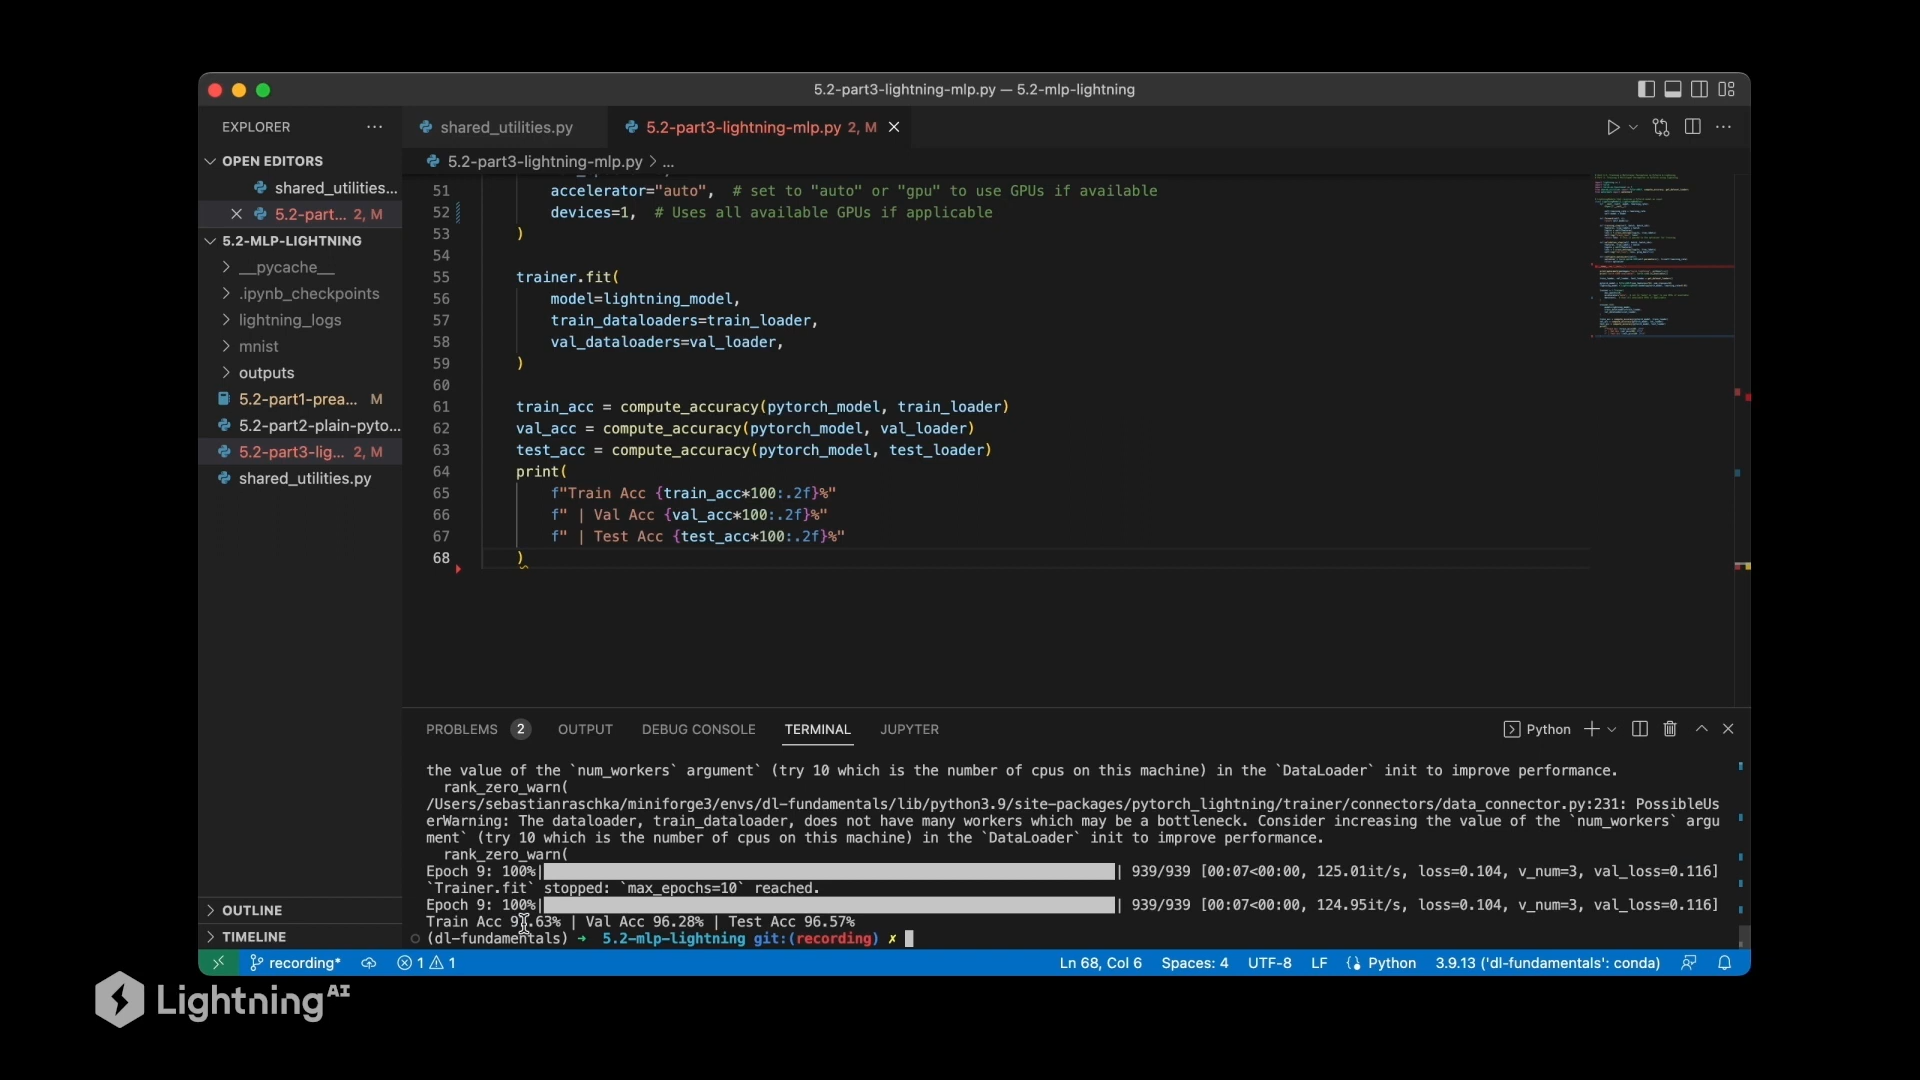 5.2-part3-lightning-mlp.py — 5.2-mlp-lightning
EXPLORER
shared_utilities.py
5.2-part3-lightning-mlp.py 2, M
OPEN EDITORS
shared_utilities...
5.2-part... 2, M
5.2-MLP-LIGHTNING
__pycache__
.ipynb_checkpoints
lightning_logs
mnist
outputs
5.2-part1-prea... M
5.2-part2-plain-pyto...
5.2-part3-lig... 2, M
shared_utilities.py
OUTLINE
TIMELINE
5.2-part3-lightning-mlp.py > ...
51 accelerator="auto", # set to "auto" or "gpu" to use GPUs if available
52 devices=1, # Uses all available GPUs if applicable
53 )
54
55 trainer.fit(
56 model=lightning_model,
57 train_dataloaders=train_loader,
58 val_dataloaders=val_loader,
59 )
60
61 train_acc = compute_accuracy(pytorch_model, train_loader)
62 val_acc = compute_accuracy(pytorch_model, val_loader)
63 test_acc = compute_accuracy(pytorch_model, test_loader)
64 print(
65 f"Train Acc {train_acc*100:.2f}%"
66 f" | Val Acc {val_acc*100:.2f}%"
67 f" | Test Acc {test_acc*100:.2f}%"
68 )
PROBLEMS 2 OUTPUT DEBUG CONSOLE TERMINAL JUPYTER
Python
the value of the `num_workers` argument` (try 10 which is the number of cpus on this machine) in the `DataLoader` init to improve performance.
rank_zero_warn(
/Users/sebastianraschka/miniforge3/envs/dl-fundamentals/lib/python3.9/site-packages/pytorch_lightning/trainer/connectors/data_connector.py:231: PossibleUs
erWarning: The dataloader, train_dataloader, does not have many workers which may be a bottleneck. Consider increasing the value of the `num_workers` argu
ment` (try 10 which is the number of cpus on this machine) in the `DataLoader` init to improve performance.
rank_zero_warn(
Epoch 9: 100%| | 939/939 [00:07<00:00, 125.01it/s, loss=0.104, v_num=3, val_loss=0.116]
`Trainer.fit` stopped: `max_epochs=10` reached.
Epoch 9: 100%| | 939/939 [00:07<00:00, 124.95it/s, loss=0.104, v_num=3, val_loss=0.116]
Train Acc | Val Acc 96.28% | Test Acc 96.57%
(dl-fundamentals) → 5.2-mlp-lightning git:(recording) ✗
recording* 1 1
Ln 68, Col 6 Spaces: 4 UTF-8 LF Python 3.9.13 ('dl-fundamentals': conda)
Lightning AI